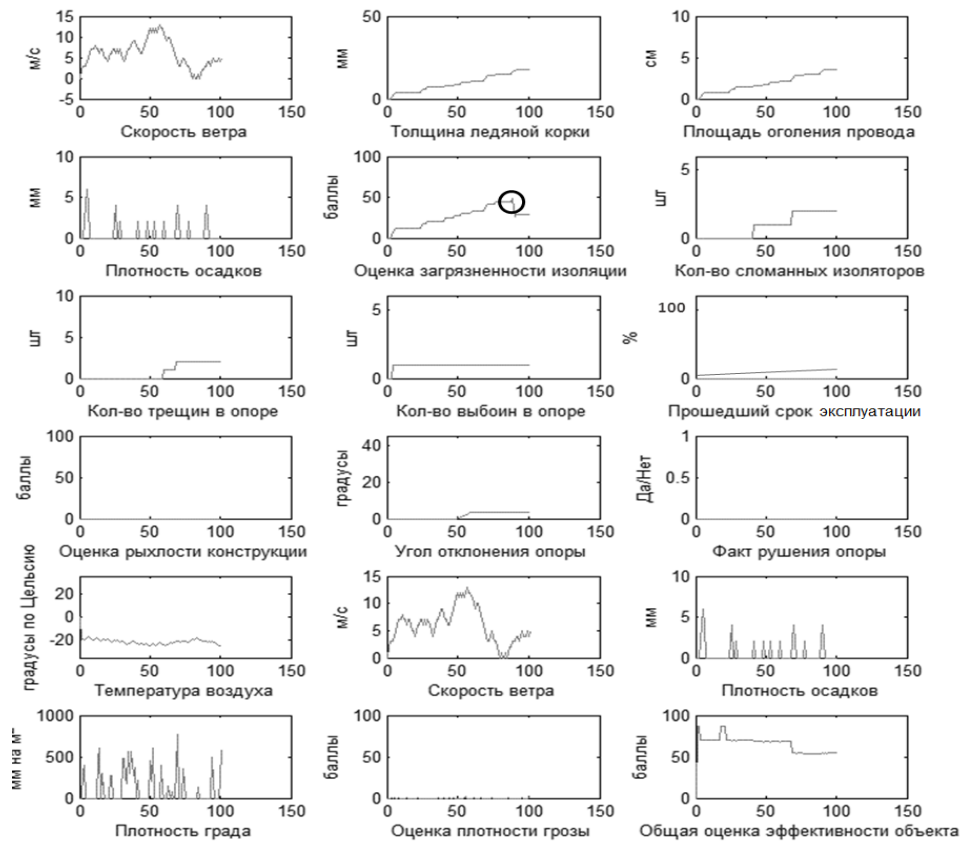 м/с
15
10
5
0
-5
0 50 100 150
Скорость ветра
мм
50
0
0 50 100 150
Толщина ледяной корки
см
10
5
0
0 50 100 150
Площадь оголения провода
мм
10
5
0
0 50 100 150
Плотность осадков
баллы
100
50
0
0 50 100 150
Оценка загрязненности изоляции
шт
5
0
0 50 100 150
Кол-во сломанных изоляторов
шт
10
5
0
0 50 100 150
Кол-во трещин в опоре
шт
5
0
0 50 100 150
Кол-во выбоин в опоре
%
100
0
0 50 100 150
Прошедший срок эксплуатации
баллы
100
50
0
0 50 100 150
Оценка рыхлости конструкции
градусы
40
20
0
0 50 100 150
Угол отклонения опоры
Да/Нет
1
0.5
0
0 50 100 150
Факт рушения опоры
градусы по Цельсию
20
0
-20
0 50 100 150
Температура воздуха
м/с
15
10
5
0
0 50 100 150
Скорость ветра
мм
10
5
0
0 50 100 150
Плотность осадков
мм на м
1000
500
0
0 50 100 150
Плотность града
баллы
100
50
0
0 50 100 150
Оценка плотности грозы
баллы
100
50
0
0 50 100 150
Общая оценка эффективности объекта